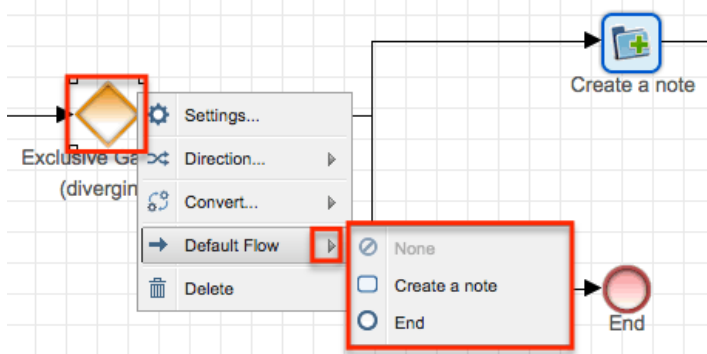 Create a note
Settings...
Exclusive Ga
Direction...
(divergin
Convert...
Default Flow
None
Delete
Create a note
End
End